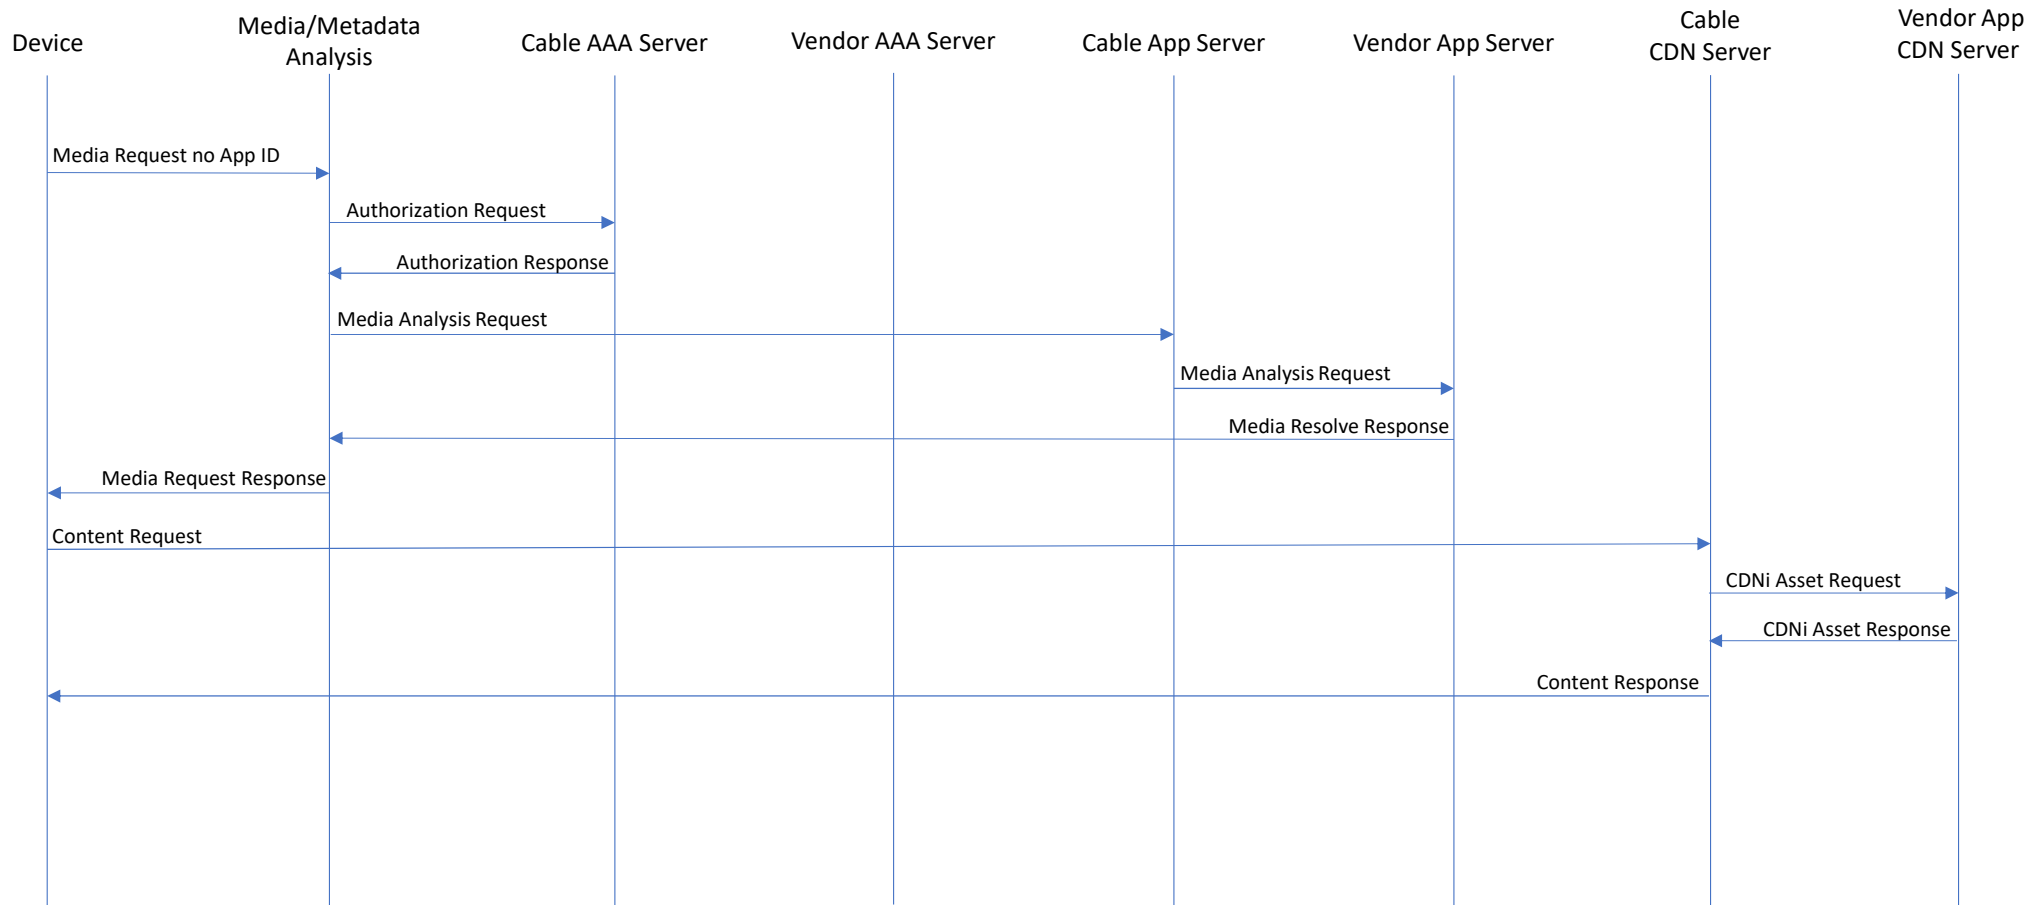 Device
Media/Metadata
Analysis
Cable AAA Server
Vendor AAA Server
Cable App Server
Vendor App Server
Cable
CDN Server
Vendor App
CDN Server
Media Request no App ID
Authorization Request
Authorization Response
Media Analysis Request
Media Analysis Request
Media Resolve Response
Media Request Response
Content Request
CDNi Asset Request
CDNi Asset Response
Content Response